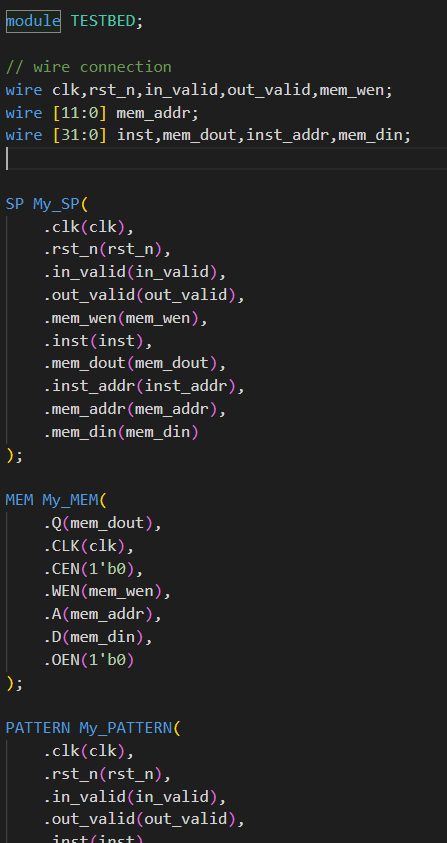 module TESTBED;
// wire connection
wire clk,rst_n,in_valid,out_valid,mem_wen;
wire [11:0] mem_addr;
wire [31:0] inst,mem_dout,inst_addr,mem_din;
SP My_SP(
.clk(clk),
.rst_n(rst_n),
.in_valid(in_valid),
.out_valid(out_valid),
.mem_wen(mem_wen),
.inst(inst),
.mem_dout(mem_dout),
.inst_addr(inst_addr),
.mem_addr(mem_addr),
.mem_din(mem_din)
);
MEM My_MEM(
.Q(mem_dout),
.CLK(clk),
.CEN(1'b0),
.WEN(mem_wen),
.A(mem_addr),
.D(mem_din),
.OEN(1'b0)
);
PATTERN My_PATTERN(
.clk(clk),
.rst_n(rst_n),
.in_valid(in_valid),
.out_valid(out_valid),
.inst(inst)